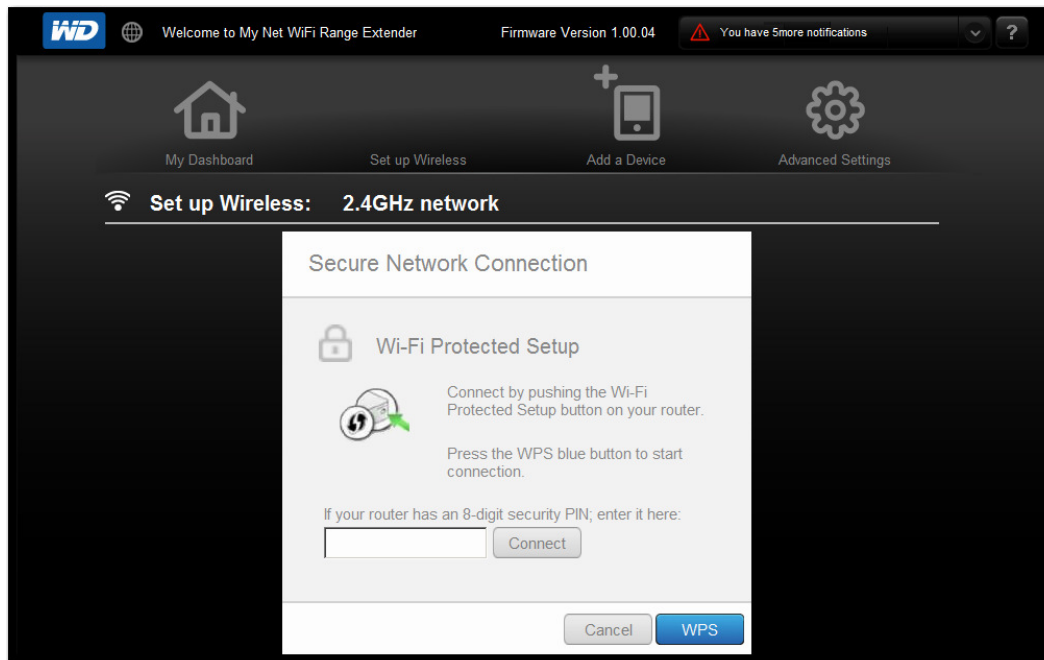 WD Welcome to My Net WiFi Range Extender Firmware Version 1.00.04 You have 5more notifications ?
My Dashboard Set up Wireless Add a Device Advanced Settings
Set up Wireless: 2.4GHz network
Secure Network Connection
Wi-Fi Protected Setup
Connect by pushing the Wi-Fi
Protected Setup button on your router.
Press the WPS blue button to start
connection.
If your router has an 8-digit security PIN; enter it here:
Connect
Cancel WPS